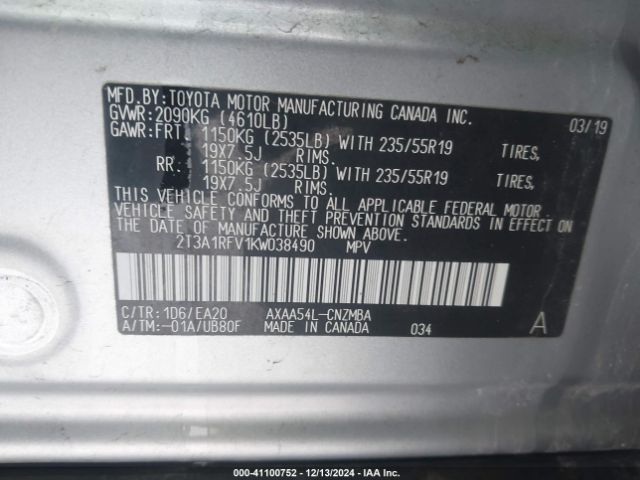 MFD.BY:TOYOTA MOTOR MANUFACTURING CANADA INC.
GVWR:2090KG (4610LB) 03/19
GAWR:FRT. 1150KG (2535LB) WITH 235/55R19 TIRES,
19X7.5J RIMS.
RR: 1150KG (2535LB) WITH 235/55R19 TIRES,
19X7.5J RIMS.
THIS VEHICLE CONFORMS TO ALL APPLICABLE FEDERAL MOTOR
VEHICLE SAFETY AND THEFT PREVENTION STANDARDS IN EFFECT ON
THE DATE OF MANUFACTURE SHOWN ABOVE.
2T3A1RFV1KW038490 MPV
C/TR:1D6/EA20 AXAA54L-CNZMBA
A/TM:-01A/UB80F MADE IN CANADA 034 A
000-41100752 - 12/13/2024 - IAAI.COM